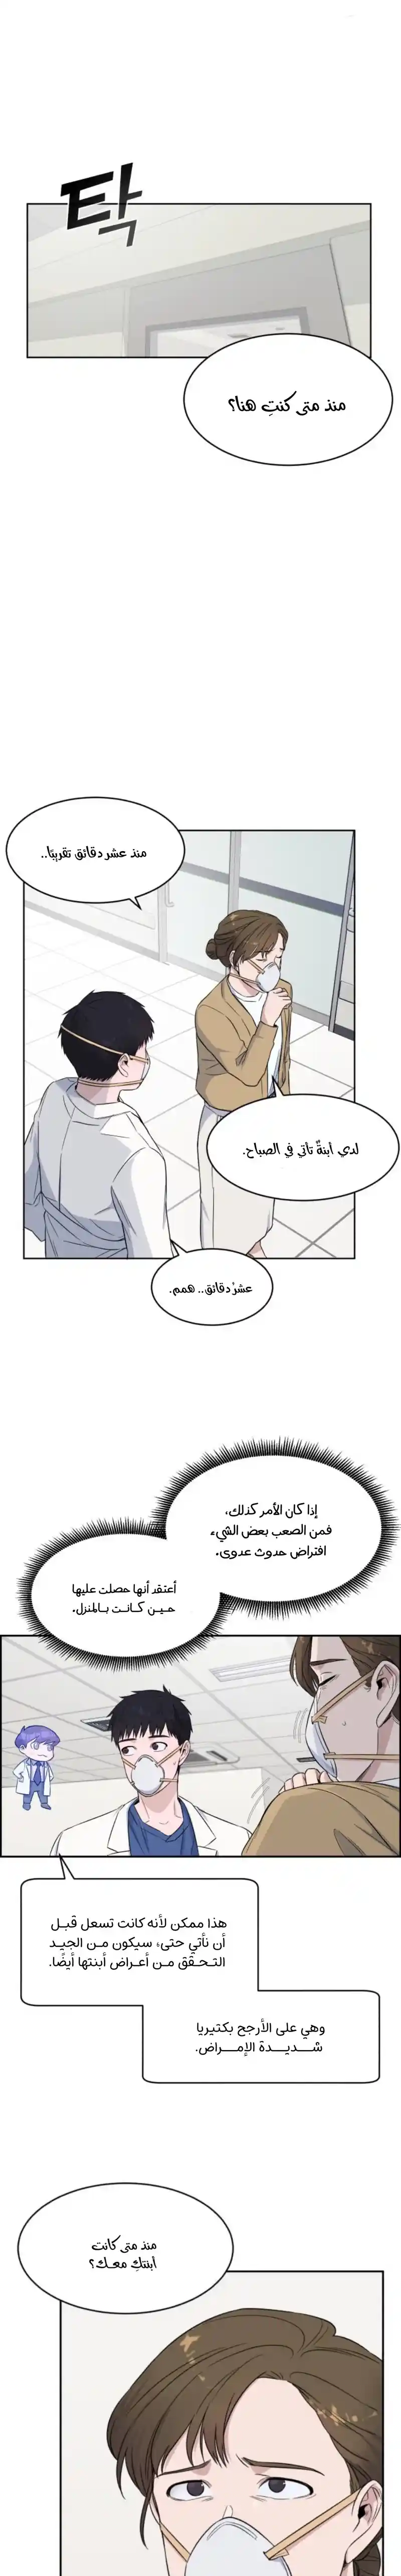 탁
منذ متى كنتِ هنا؟
منذ عشر دقائق تقريبًا..
لدي أبنةٌ تأتي في الصباح.
عشرُ دقائق.. همم.
إذا كان الأمر كذلك،
فمن الصعب بعض الشيء
افتراض حدوث عدوى.
أعتقد أنها حصلت عليها
حين كانت بالمنزل.
هذا ممكن لأنه كانت تسعل قبل
أن نأتي حتى، سيكون من الجيد
التحقق من أعراض أبنتها أيضًا.
وهي على الأرجح بكتيريا
شديدة الإمراض.
منذ متى كانت
أبنتكِ معك؟